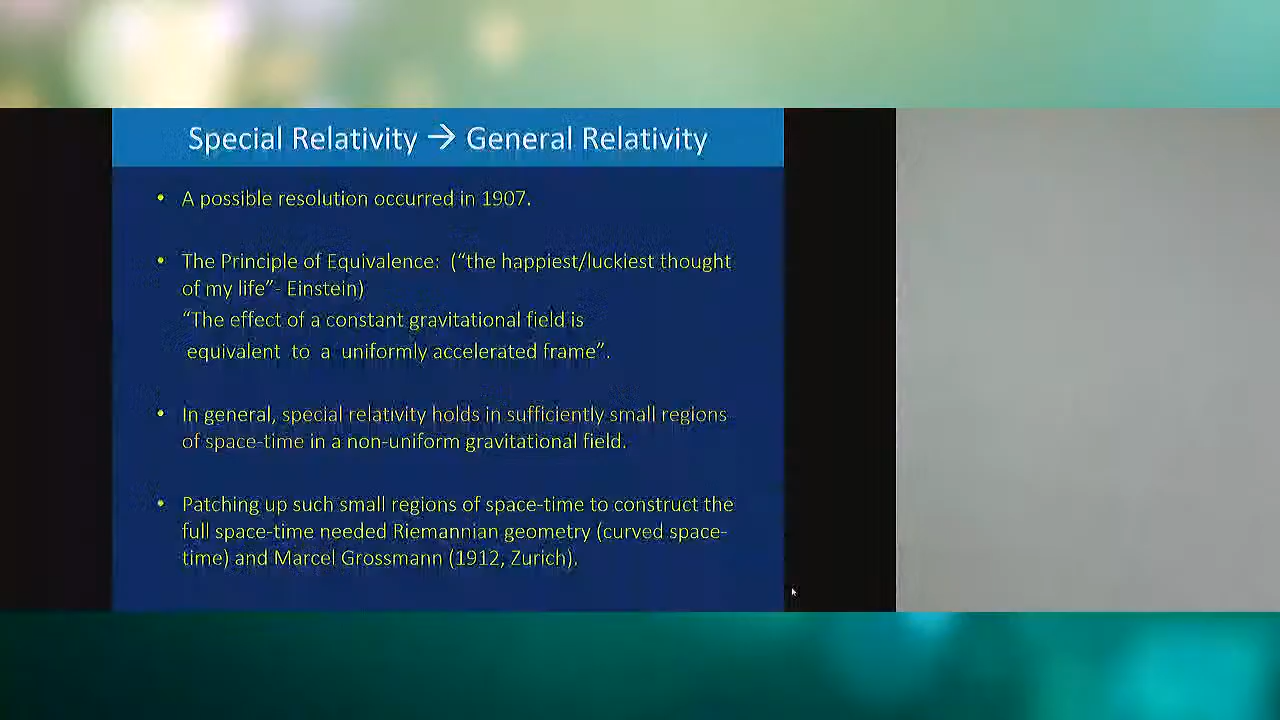 Special Relativity → General Relativity
• A possible resolution occurred in 1907.
• The Principle of Equivalence: (“the happiest/luckiest thought
of my life”- Einstein)
“The effect of a constant gravitational field is
equivalent to a uniformly accelerated frame”.
• In general, special relativity holds in sufficiently small regions
of space-time in a non-uniform gravitational field.
• Patching up such small regions of space-time to construct the
full space-time needed Riemannian geometry (curved space-
time) and Marcel Grossmann (1912, Zurich).